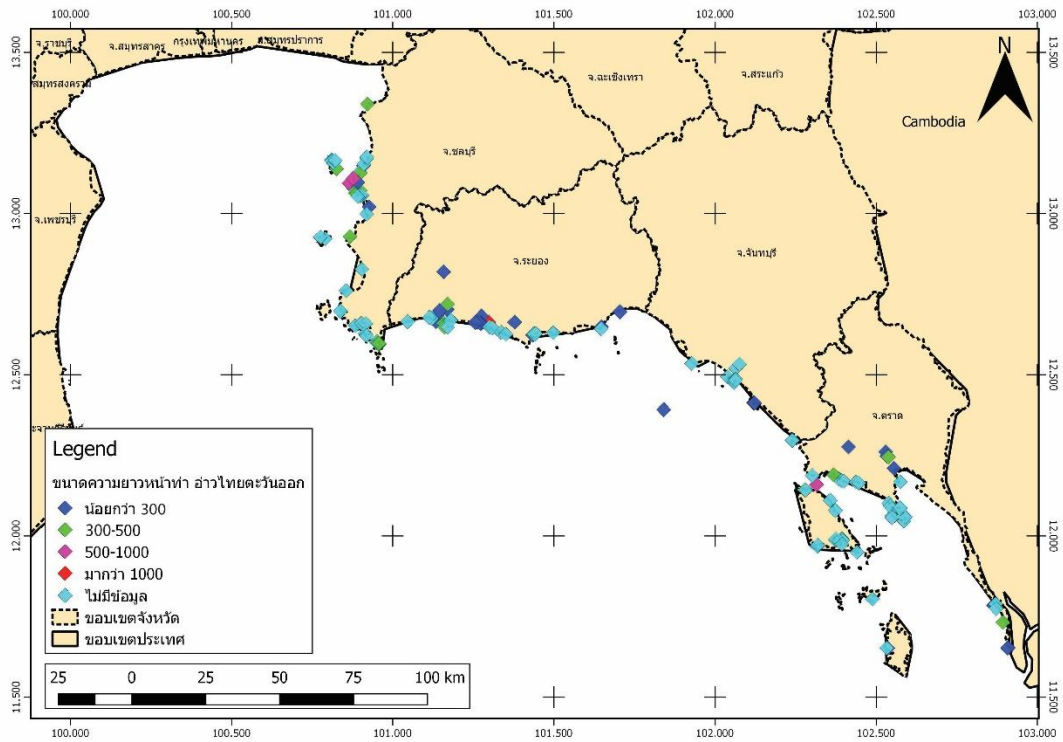 100.000 100.500 101.000 101.500 102.000 102.500 103.000
13.500 13.500
จ.ราชบุรี จ.สมุทรสาคร กรุงเทพมหานคร จ.สมุทรปราการ
สมุทรสงคราม
จ.ฉะเชิงเทรา
จ.สระแก้ว
N
Cambodia
จ.ชลบุรี
13.000 13.000
จ.เพชรบุรี
จ.ระยอง
จ.จันทบุรี
12.500 12.500
จ.ตราด
12.000 12.000
Legend
ขนาดความยาวหน้าท่า อ่าวไทยตะวันออก
น้อยกว่า 300
300-500
500-1000
มากว่า 1000
ไม่มีข้อมูล
ขอบเขตจังหวัด
ขอบเขตประเทศ
25 0 25 50 75 100 km
11.500 11.500
100.000 100.500 101.000 101.500 102.000 102.500 103.000